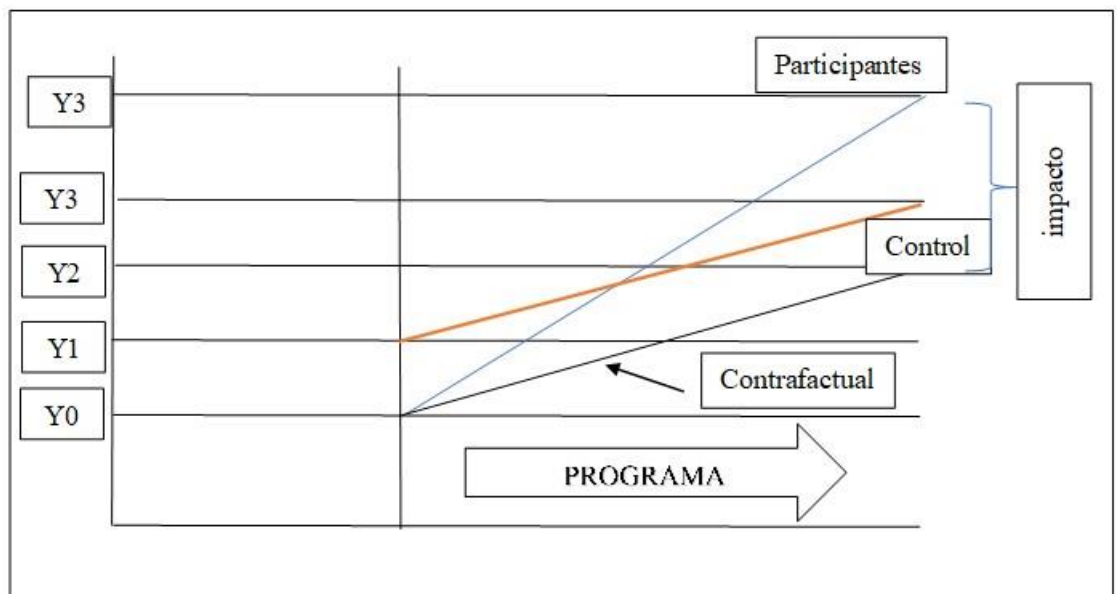 Participantes
Y3
impacto
Y3
Control
Y2
Y1
Contrafactual
Y0
PROGRAMA